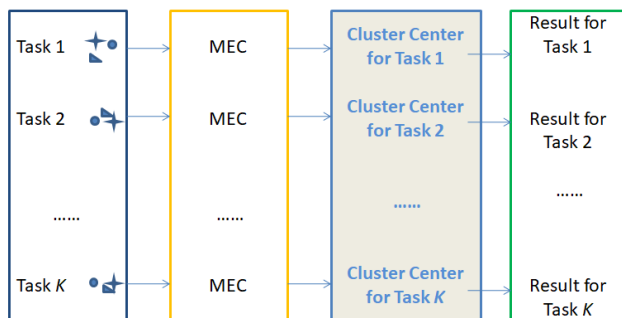 Task 1
MEC
Cluster Center
for Task 1
Result for
Task 1
Task 2
MEC
Cluster Center
for Task 2
Result for
Task 2
......
......
......
......
Task K
MEC
Cluster Center
for Task K
Result for
Task K